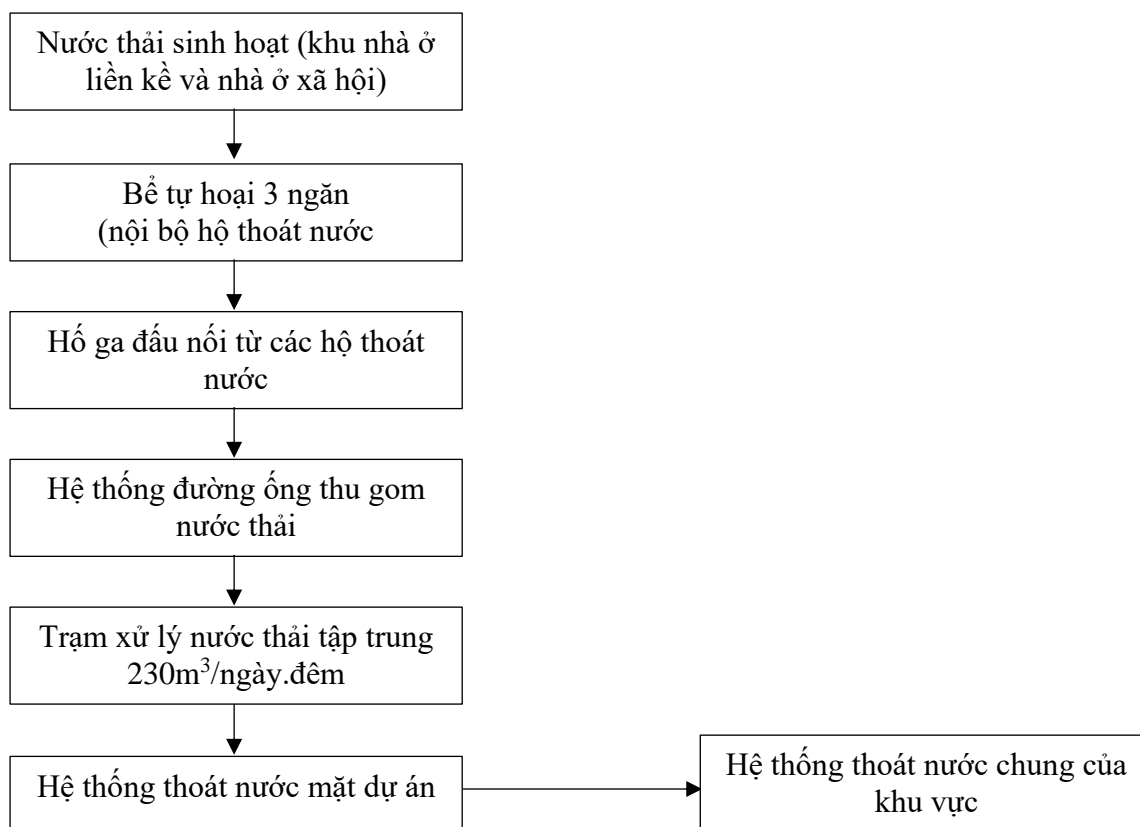 Nước thải sinh hoạt (khu nhà ở
liền kề và nhà ở xã hội)
Bể tự hoại 3 ngăn
(nội bộ hộ thoát nước
Hố ga đấu nối từ các hộ thoát
nước
Hệ thống đường ống thu gom
nước thải
Trạm xử lý nước thải tập trung
230m³/ngày.đêm
Hệ thống thoát nước mặt dự án
Hệ thống thoát nước chung của
khu vực